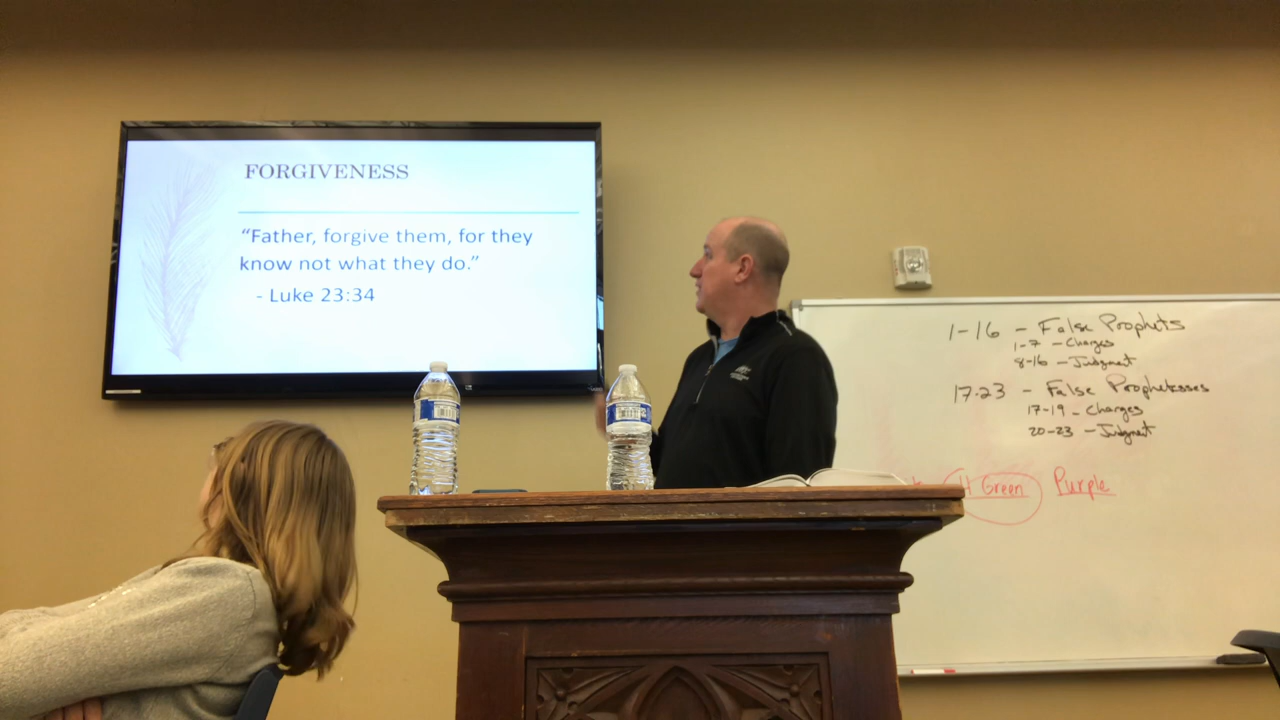 FORGIVENESS
“Father, forgive them, for they
know not what they do.”
- Luke 23:34
1-16 - False Prophets
1-7 - Charges
8-16 - Judgment
17-23 - False Prophetesses
17-19 - Charges
20-23 - Judgment
Green Purple